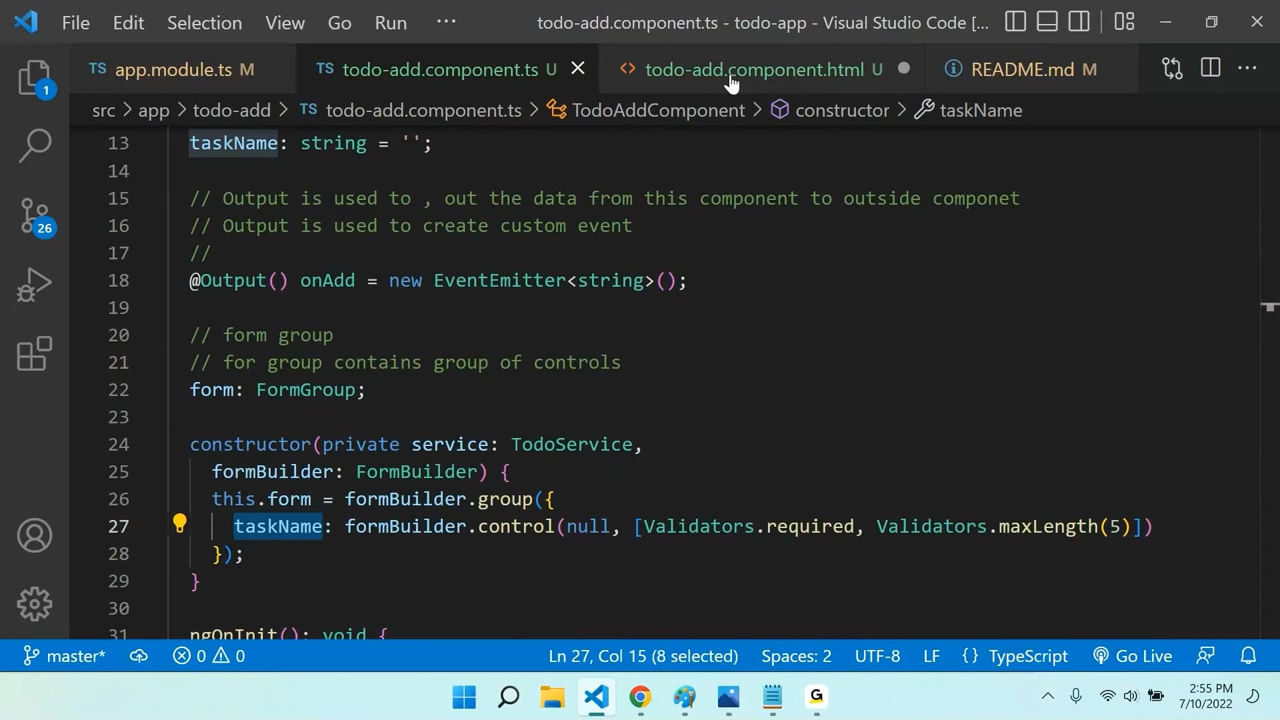 File Edit Selection View Go Run ··· todo-add.component.ts - todo-app - Visual Studio Code [...
TS app.module.ts M TS todo-add.component.ts U <> todo-add.component.html U README.md M ···
src > app > todo-add > TS todo-add.component.ts > TodoAddComponent > constructor > taskName
13 taskName: string = '';
14
15 // Output is used to , out the data from this component to outside componet
16 // Output is used to create custom event
17 //
18 @Output() onAdd = new EventEmitter<string>();
19
20 // form group
21 // for group contains group of controls
22 form: FormGroup;
23
24 constructor(private service: TodoService,
25 formBuilder: FormBuilder) {
26 this.form = formBuilder.group({
27 taskName: formBuilder.control(null, [Validators.required, Validators.maxLength(5)])
28 });
29 }
30
31 ngOnInit(): void {
1
26
master* 0 0 Ln 27, Col 15 (8 selected) Spaces: 2 UTF-8 LF {} TypeScript Go Live
G
2:55 PM
7/10/2022